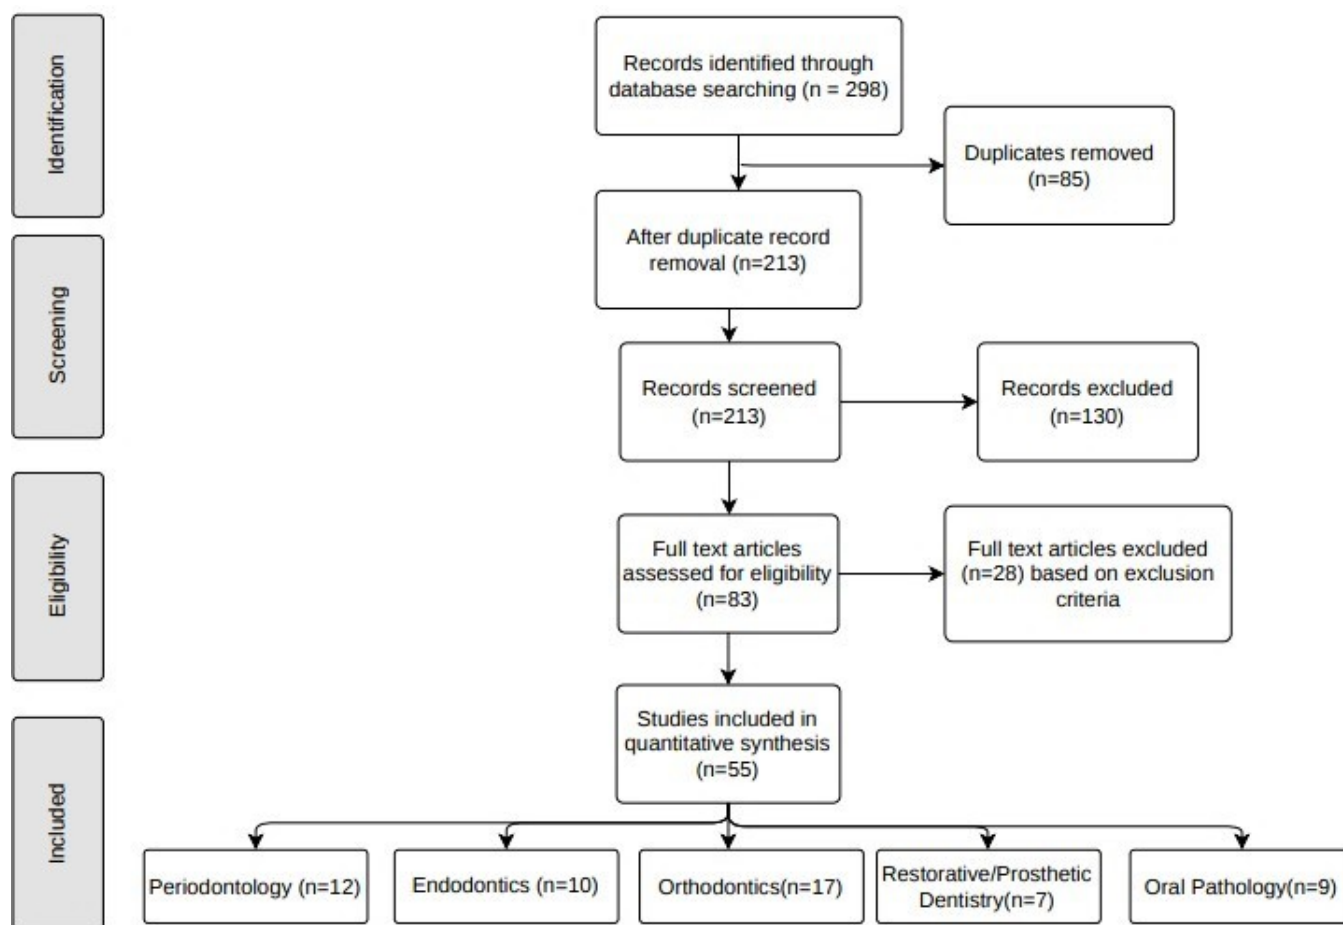 Identification
Records identified through
database searching (n = 298)
Duplicates removed
(n=85)
After duplicate record
removal (n=213)
Screening
Records screened
(n=213)
Records excluded
(n=130)
Eligibility
Full text articles
assessed for eligibility
(n=83)
Full text articles excluded
(n=28) based on exclusion
criteria
Included
Studies included in
quantitative synthesis
(n=55)
Periodontology (n=12)
Endodontics (n=10)
Orthodontics(n=17)
Restorative/Prosthetic
Dentistry(n=7)
Oral Pathology(n=9)